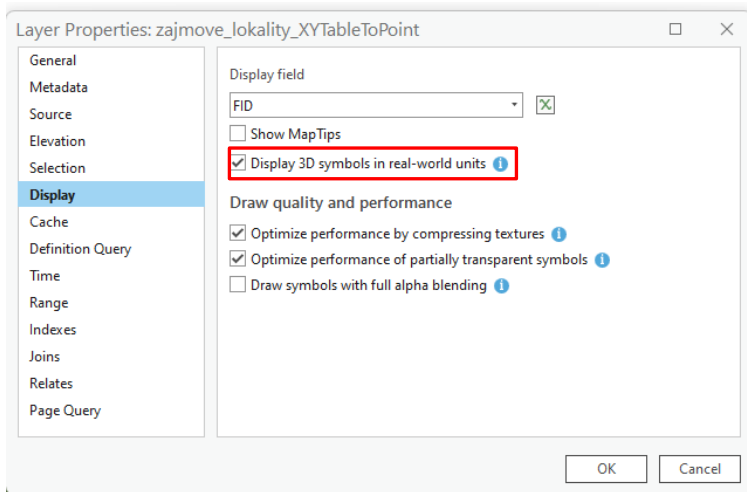 Layer Properties: zajmove_lokality_XYTableToPoint
General
Metadata
Source
Elevation
Selection
Display
Cache
Definition Query
Time
Range
Indexes
Joins
Relates
Page Query
Display field
FID
Show MapTips
Display 3D symbols in real-world units
Draw quality and performance
Optimize performance by compressing textures
Optimize performance of partially transparent symbols
Draw symbols with full alpha blending
OK
Cancel